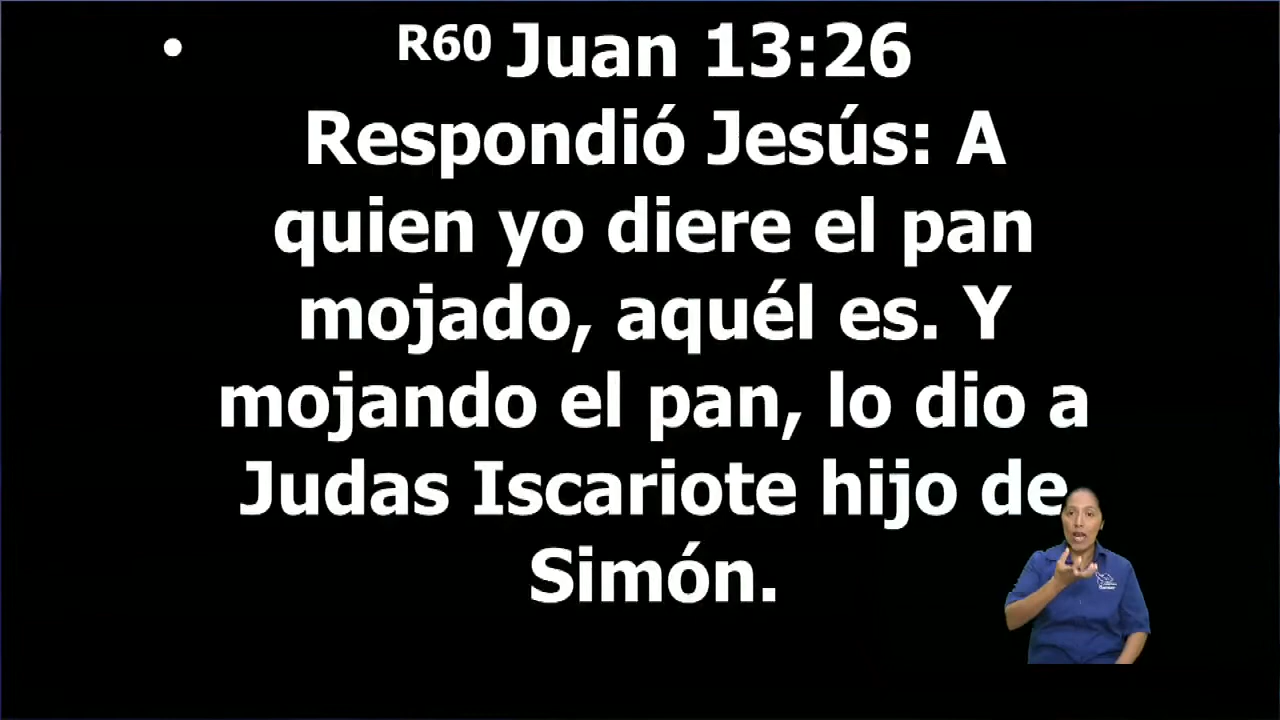 • R60 Juan 13:26
Respondió Jesús: A
quien yo diere el pan
mojado, aquél es. Y
mojando el pan, lo dio a
Judas Iscariote hijo de
Simón.